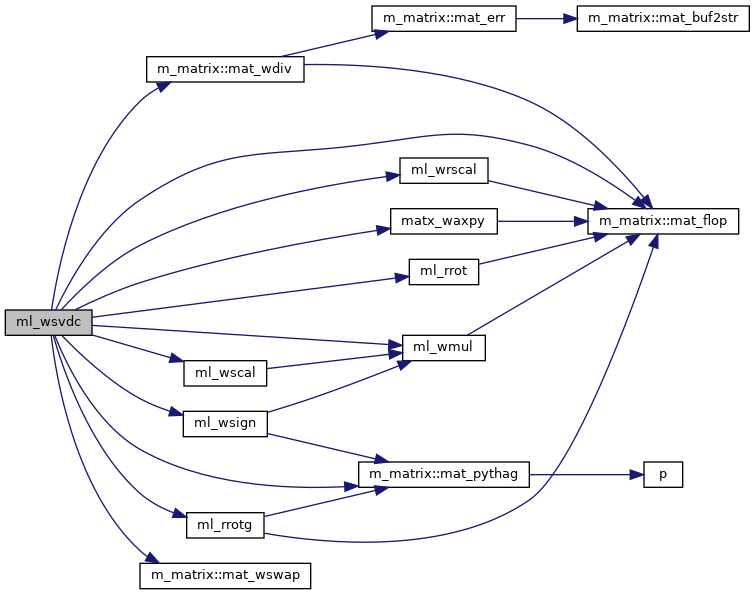 m_matrix::mat_err
m_matrix::mat_buf2str
m_matrix::mat_wdiv
ml_wrscal
matx_waxpy
m_matrix::mat_flop
ml_rrot
ml_wsvdc
ml_wmul
ml_wscal
ml_wsign
m_matrix::mat_pythag
p
ml_rrotg
m_matrix::mat_wswap